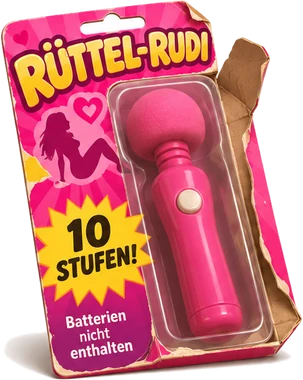 RÜTTEL-RUDI
10
STUFEN!
Batterien
nicht
enthalten